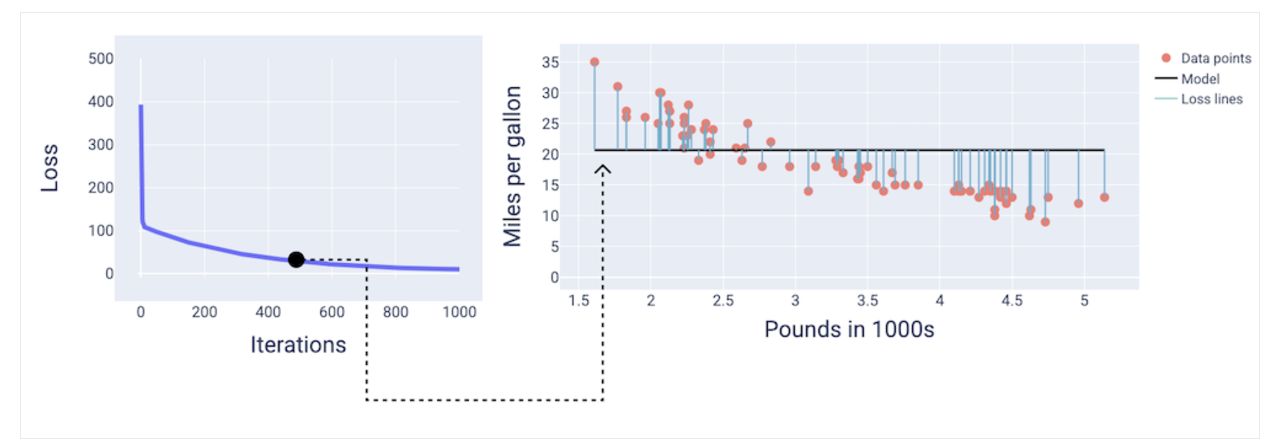 Loss
500
400
300
200
100
0
0 200 400 600 800 1000
Iterations
Miles per gallon
35
30
25
20
15
10
5
0
1.5 2 2.5 3 3.5 4 4.5 5
Pounds in 1000s
Data points
Model
Loss lines